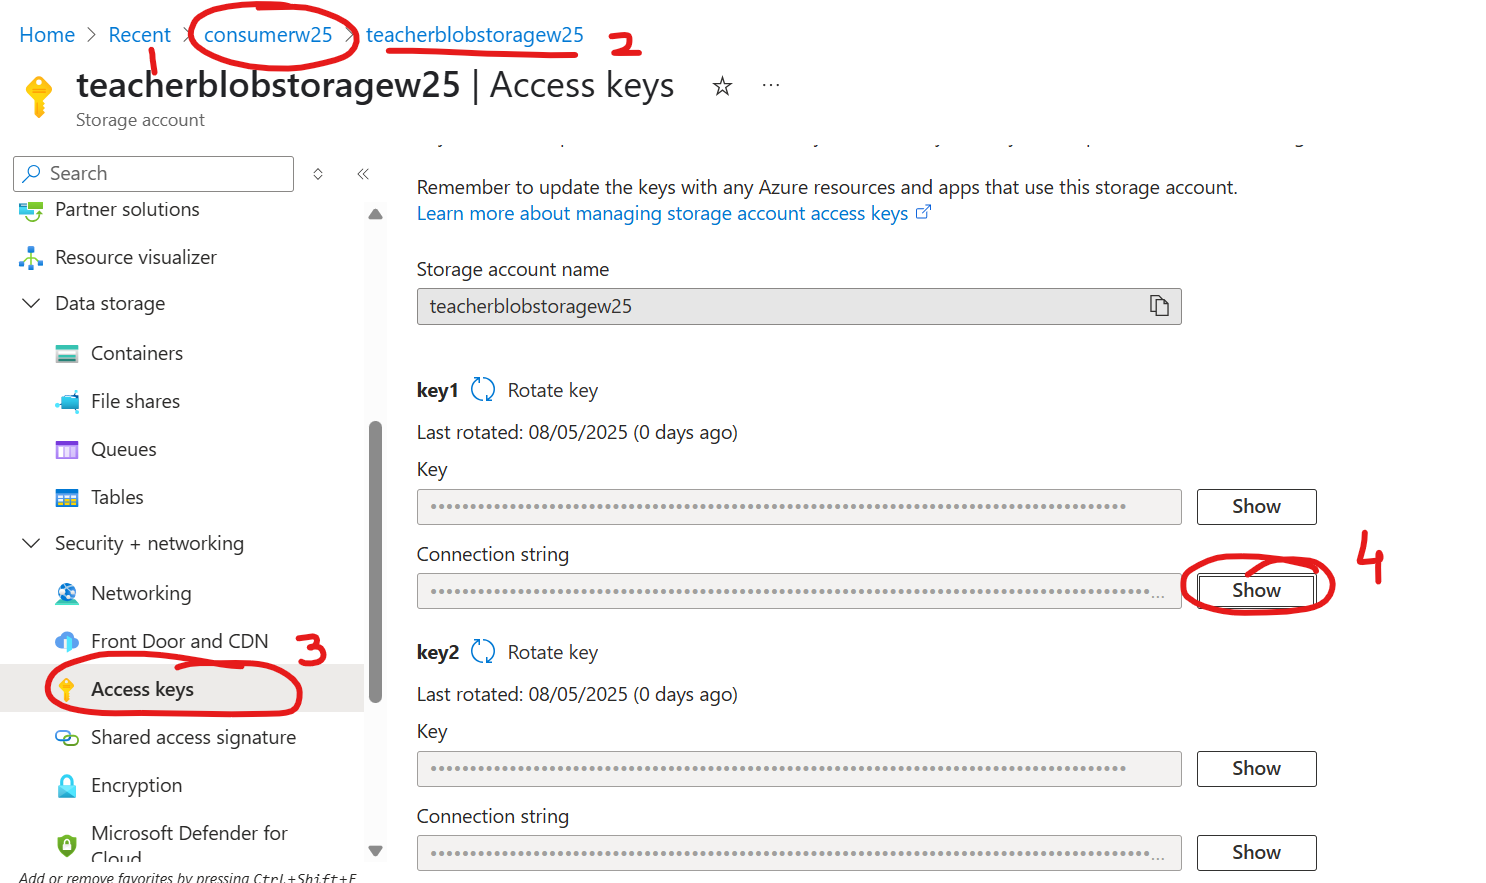 Home > Recent > consumerw25 > teacherblobstoragew25 2
1
teacherblobstoragew25 | Access keys ☆ ...
Storage account
Search
Partner solutions
Resource visualizer
Data storage
Containers
File shares
Queues
Tables
Security + networking
Networking
Front Door and CDN 3
Access keys
Shared access signature
Encryption
Microsoft Defender for
Cloud
Add or remove favorites by pressing Ctrl+Shift+F
Remember to update the keys with any Azure resources and apps that use this storage account.
Learn more about managing storage account access keys
Storage account name
teacherblobstoragew25
key1 Rotate key
Last rotated: 08/05/2025 (0 days ago)
Key
Show
Connection string 4
Show
key2 Rotate key
Last rotated: 08/05/2025 (0 days ago)
Key
Show
Connection string
Show